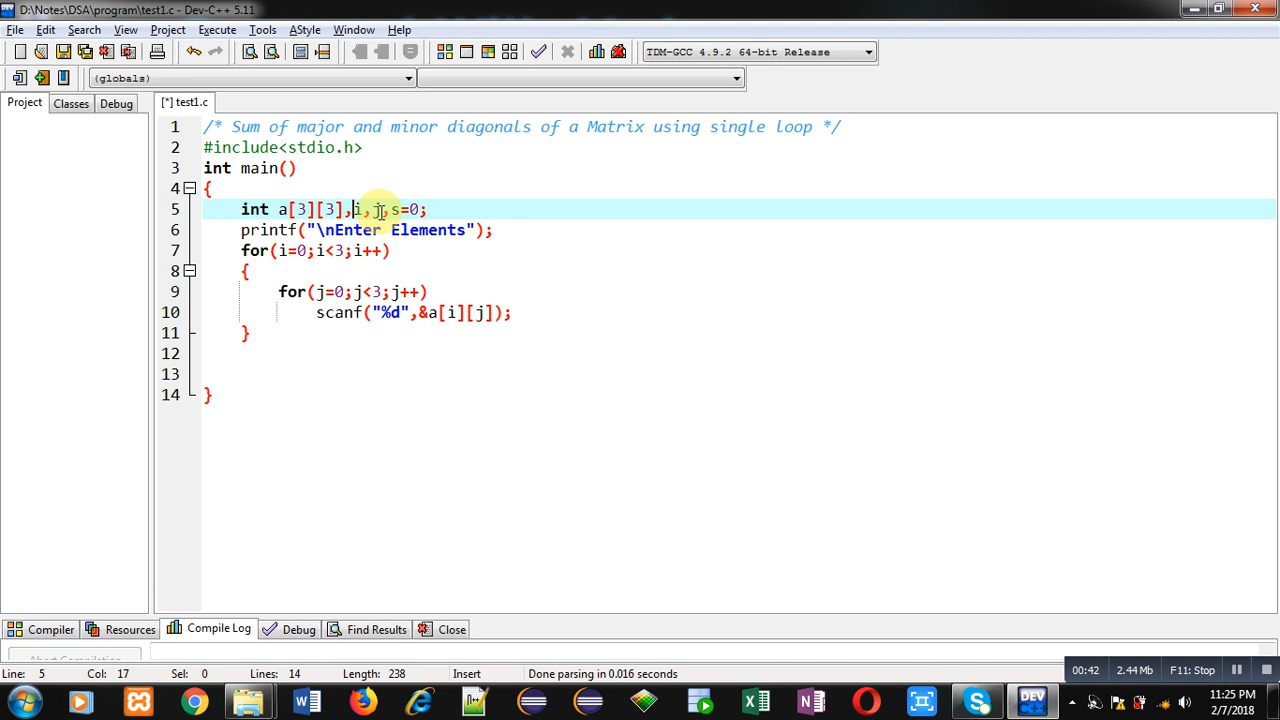 D:\Notes\DSA\program\test1.c - Dev-C++ 5.11
File Edit Search View Project Execute Tools AStyle Window Help
TDM-GCC 4.9.2 64-bit Release
(globals)
Project Classes Debug
[*] test1.c
1 /* Sum of major and minor diagonals of a Matrix using single loop */
2 #include<stdio.h>
3 int main()
4 {
5 int a[3][3],i,j,s=0;
6 printf("\nEnter Elements");
7 for(i=0;i<3;i++)
8 {
9 for(j=0;j<3;j++)
10 scanf("%d",&a[i][j]);
11 }
12
13
14 }
Compiler Resources Compile Log Debug Find Results Close
Abort Compilation
Line: 5 Col: 17 Sel: 0 Lines: 14 Length: 238 Insert Done parsing in 0.016 seconds
00:42 2.44 Mb F11: Stop
DEV
11:25 PM
2/7/2018